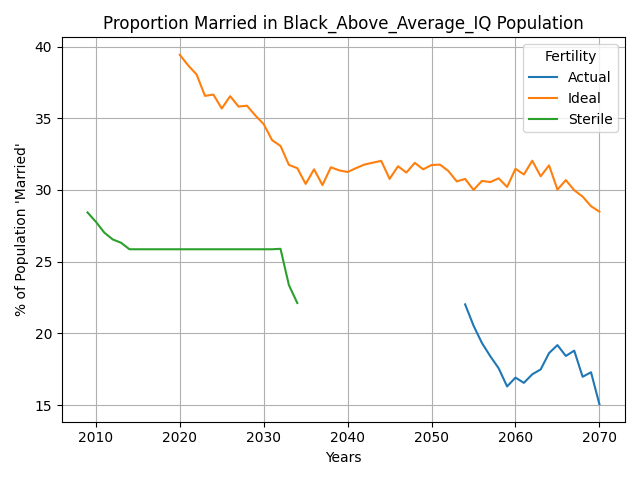 Proportion Married in Black_Above_Average_IQ Population
Fertility
Actual
Ideal
Sterile
% of Population 'Married'
40
35
30
25
20
15
2010
2020
2030
2040
2050
2060
2070
Years